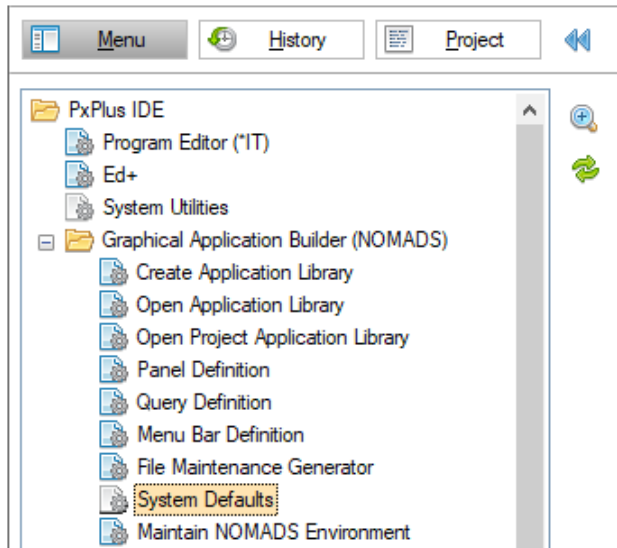 Menu History Project
PxPlus IDE
Program Editor (*IT)
Ed+
System Utilities
Graphical Application Builder (NOMADS)
Create Application Library
Open Application Library
Open Project Application Library
Panel Definition
Query Definition
Menu Bar Definition
File Maintenance Generator
System Defaults
Maintain NOMADS Environment